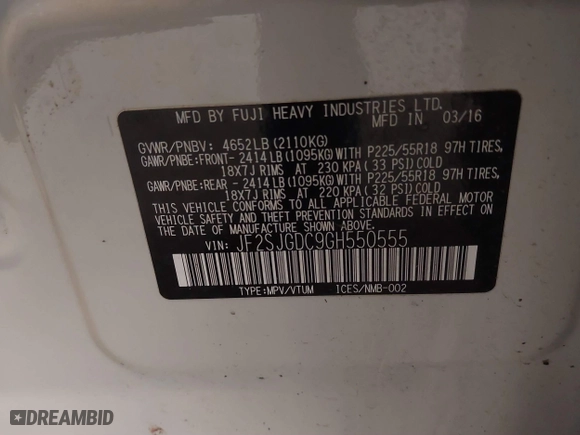 MFD BY FUJI HEAVY INDUSTRIES LTD.
MFD IN 03/16
GVWR/PNBV: 4652LB (2110KG)
GAWR/PNBE:FRONT- 2414LB (1095KG) WITH P225/55R18 97H TIRES,
18X7J RIMS AT 230 KPA (33 PSI) COLD
GAWR/PNBE:REAR - 2414LB (1095KG) WITH P225/55R18 97H TIRES,
18X7J RIMS AT 220 KPA (32 PSI) COLD
THIS VEHICLE CONFORMS TO ALL APPLICABLE FEDERAL MOTOR
VEHICLE SAFETY AND THEFT PREVENTION STANDARDS IN EFFECT ON
THE DATE OF MANUFACTURE SHOWN ABOVE.
VIN: JF2SJGDC9GH550555
TYPE:MPV/VTUM ICES/NMB-002
DREAMBID